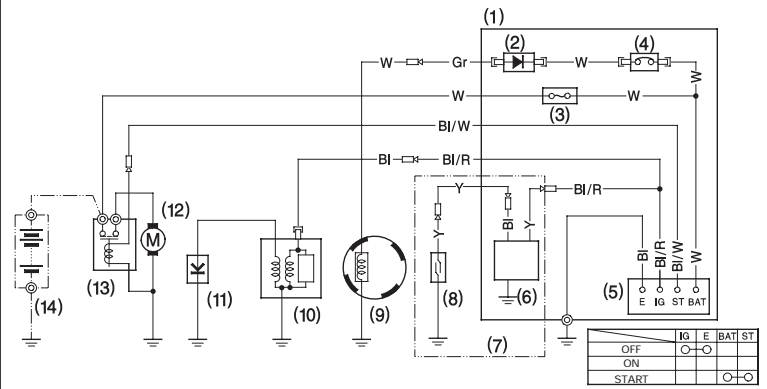 (1)
(2)
(4)
W
Gr
W
W
W
W
(3)
Bl/W
Bl
Bl/R
Y
Bl/R
Y
Bl
Y
Bl
Bl/R
Bl/W
W
(12)
M
(13)
(14)
(11)
(10)
(9)
(8)
(6)
(7)
(5)
E IG ST BAT
IG E BAT ST
OFF
ON
START